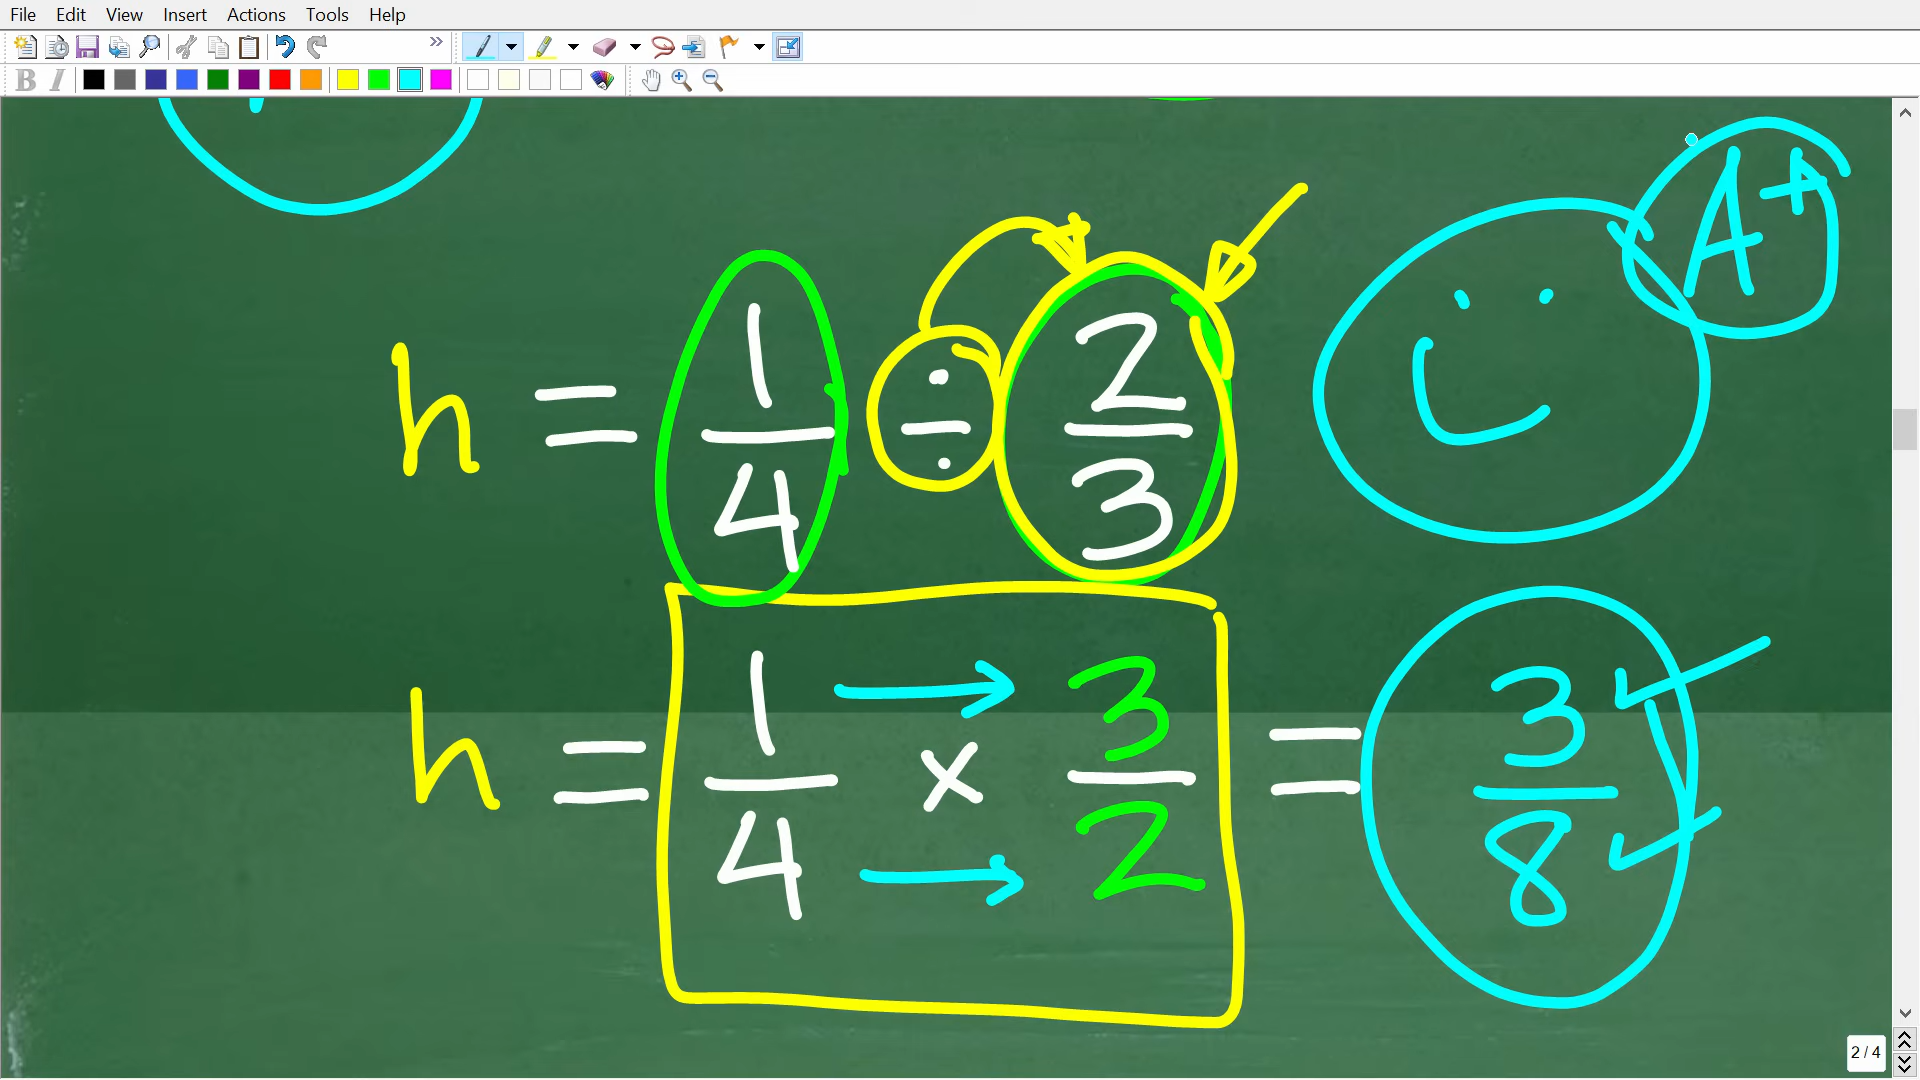 File Edit View Insert Actions Tools Help
B I
A+
h = 1/4 ÷ 2/3
h = 1/4 × 3/2 = 3/8
2 / 4